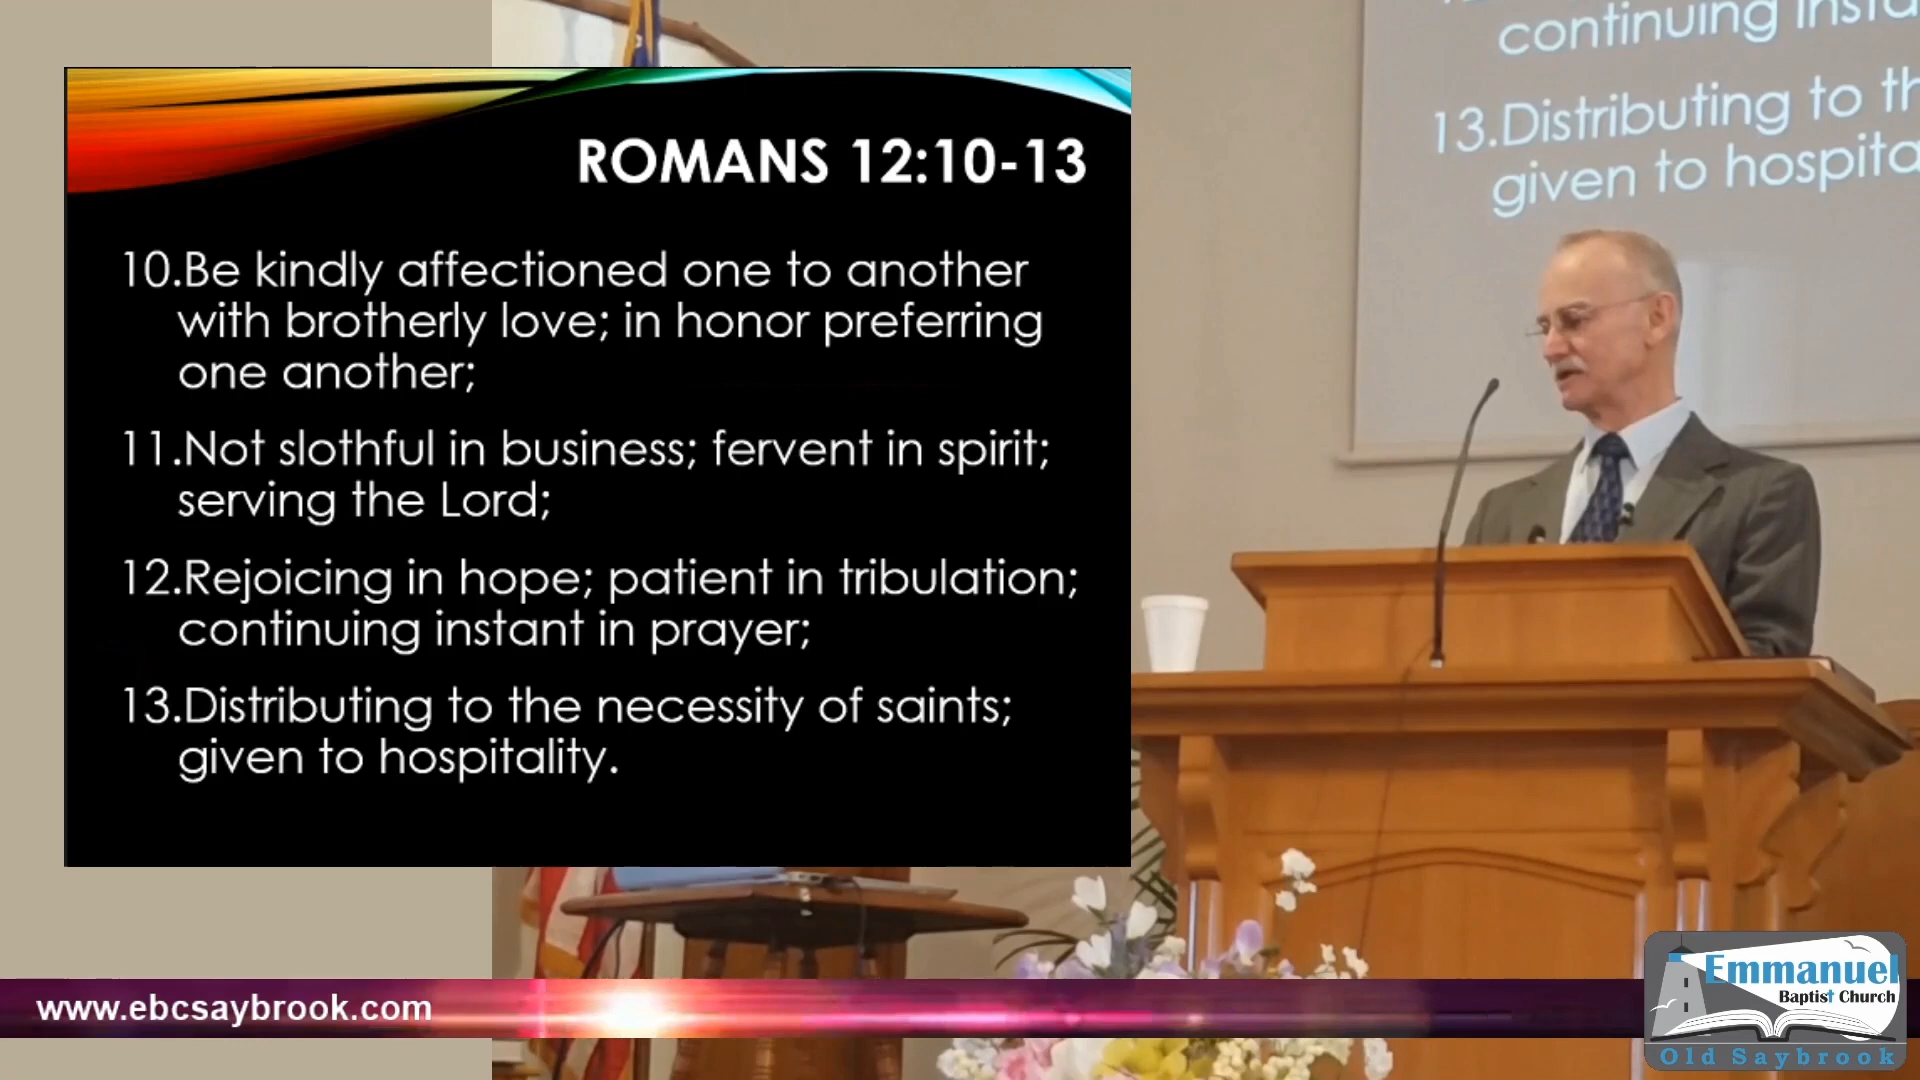 ROMANS 12:10-13
10.Be kindly affectioned one to another
with brotherly love; in honor preferring
one another;
11.Not slothful in business; fervent in spirit;
serving the Lord;
12.Rejoicing in hope; patient in tribulation;
continuing instant in prayer;
13.Distributing to the necessity of saints;
given to hospitality.
continuing
13.Distributing to
given to
www.ebcsaybrook.com
Emmanuel
Baptist Church
Old Saybrook